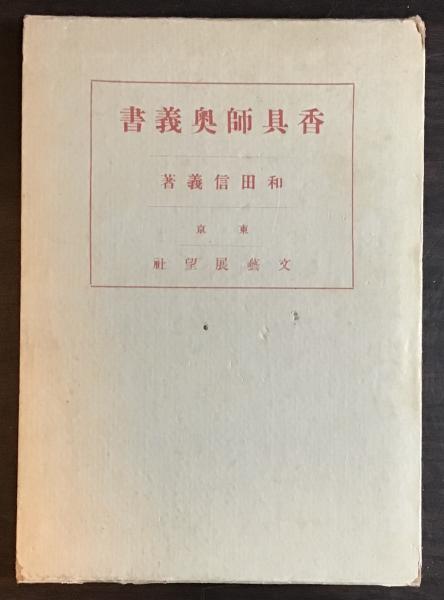 香具師奥義書
和田信義著
東京
文藝展望社